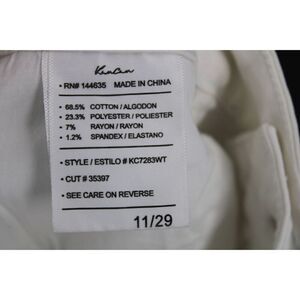 KanCan
• RN# 144635 MADE IN CHINA
• 68.5% COTTON / ALGODON
• 23.3% POLYESTER / POLIESTER
• 7% RAYON / RAYON
• 1.2% SPANDEX / ELASTANO
• STYLE / ESTILO # KC7283WT
• CUT # 35397
• SEE CARE ON REVERSE
11/29